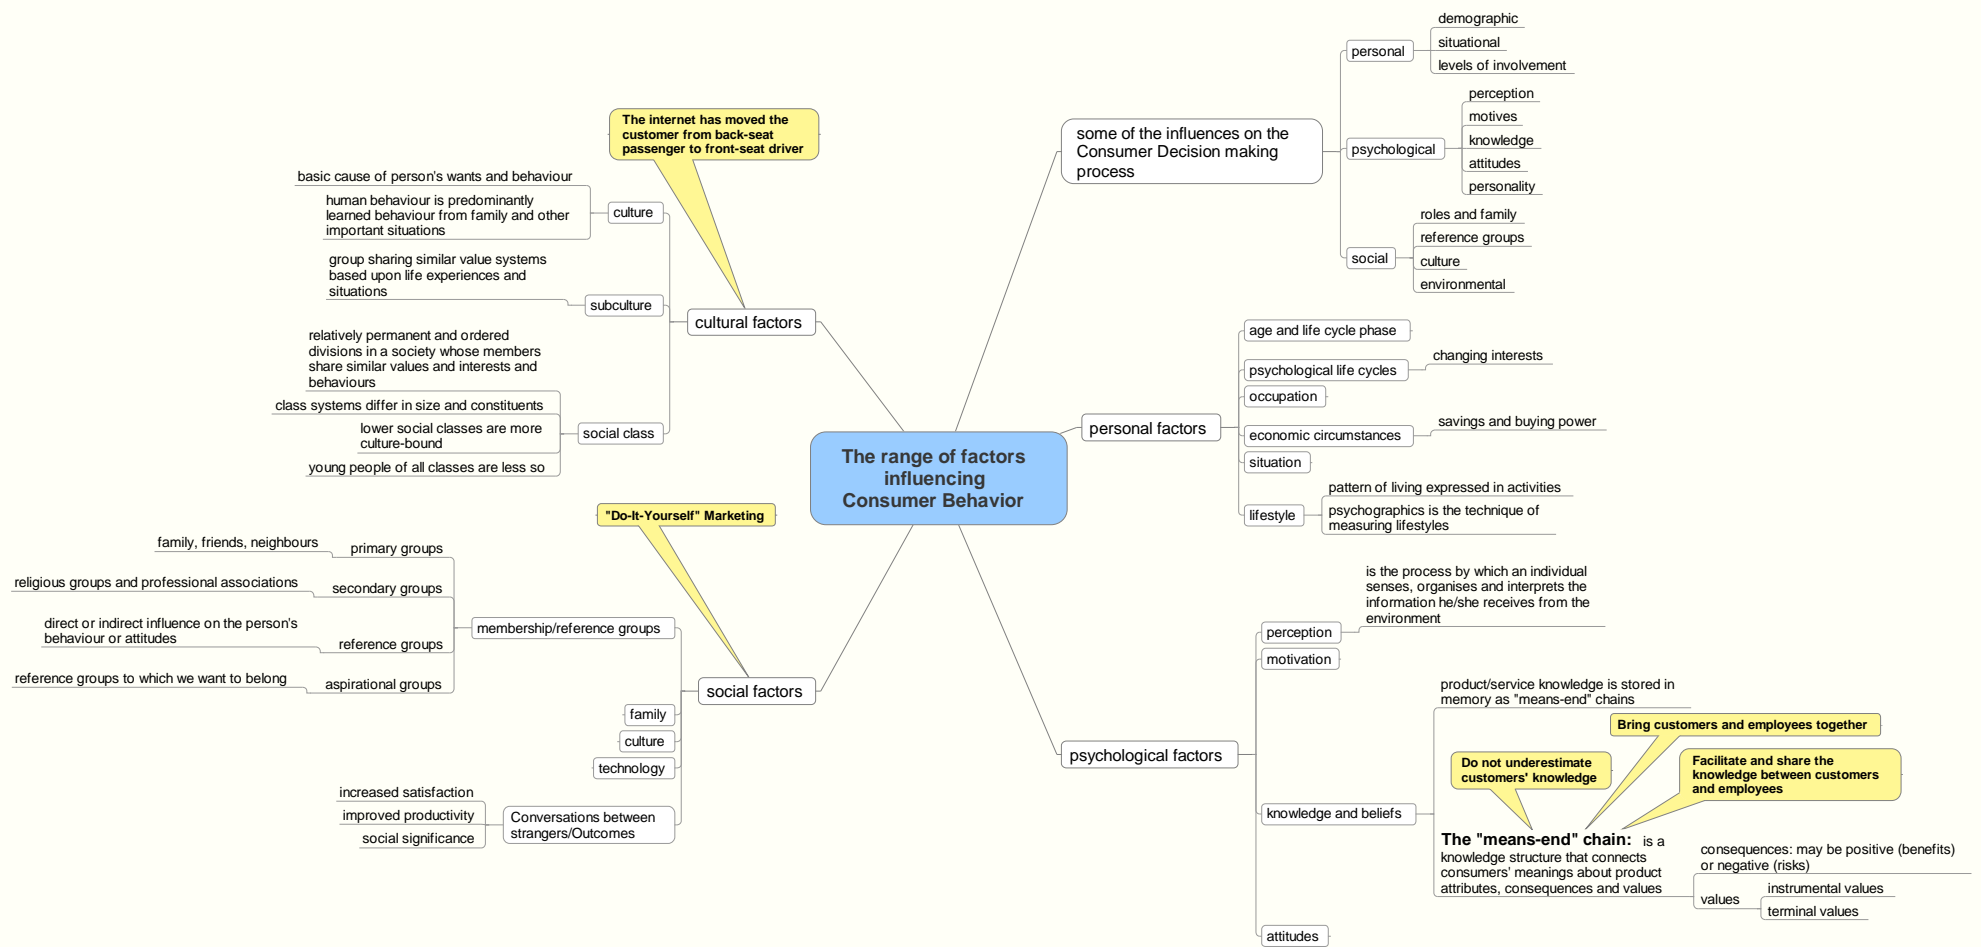 The range of factors
influencing
Consumer Behavior
some of the influences on the
Consumer Decision making
process
personal
demographic
situational
levels of involvement
psychological
perception
motives
knowledge
attitudes
personality
social
roles and family
reference groups
culture
environmental
personal factors
age and life cycle phase
psychological life cycles
changing interests
occupation
economic circumstances
savings and buying power
situation
lifestyle
pattern of living expressed in activities
psychographics is the technique of
measuring lifestyles
psychological factors
perception
is the process by which an individual
senses, organises and interprets the
information he/she receives from the
environment
motivation
knowledge and beliefs
product/service knowledge is stored in
memory as "means-end" chains
Bring customers and employees together
Do not underestimate
customers' knowledge
Facilitate and share the
knowledge between customers
and employees
The "means-end" chain: is a
knowledge structure that connects
consumers' meanings about product
attributes, consequences and values
consequences: may be positive (benefits)
or negative (risks)
values
instrumental values
terminal values
attitudes
The internet has moved the
customer from back-seat
passenger to front-seat driver
cultural factors
culture
basic cause of person's wants and behaviour
human behaviour is predominantly
learned behaviour from family and other
important situations
subculture
group sharing similar value systems
based upon life experiences and
situations
social class
relatively permanent and ordered
divisions in a society whose members
share similar values and interests and
behaviours
class systems differ in size and constituents
lower social classes are more
culture-bound
young people of all classes are less so
"Do-It-Yourself" Marketing
social factors
membership/reference groups
primary groups
family, friends, neighbours
secondary groups
religious groups and professional associations
reference groups
direct or indirect influence on the person's
behaviour or attitudes
aspirational groups
reference groups to which we want to belong
family
culture
technology
Conversations between
strangers/Outcomes
increased satisfaction
improved productivity
social significance